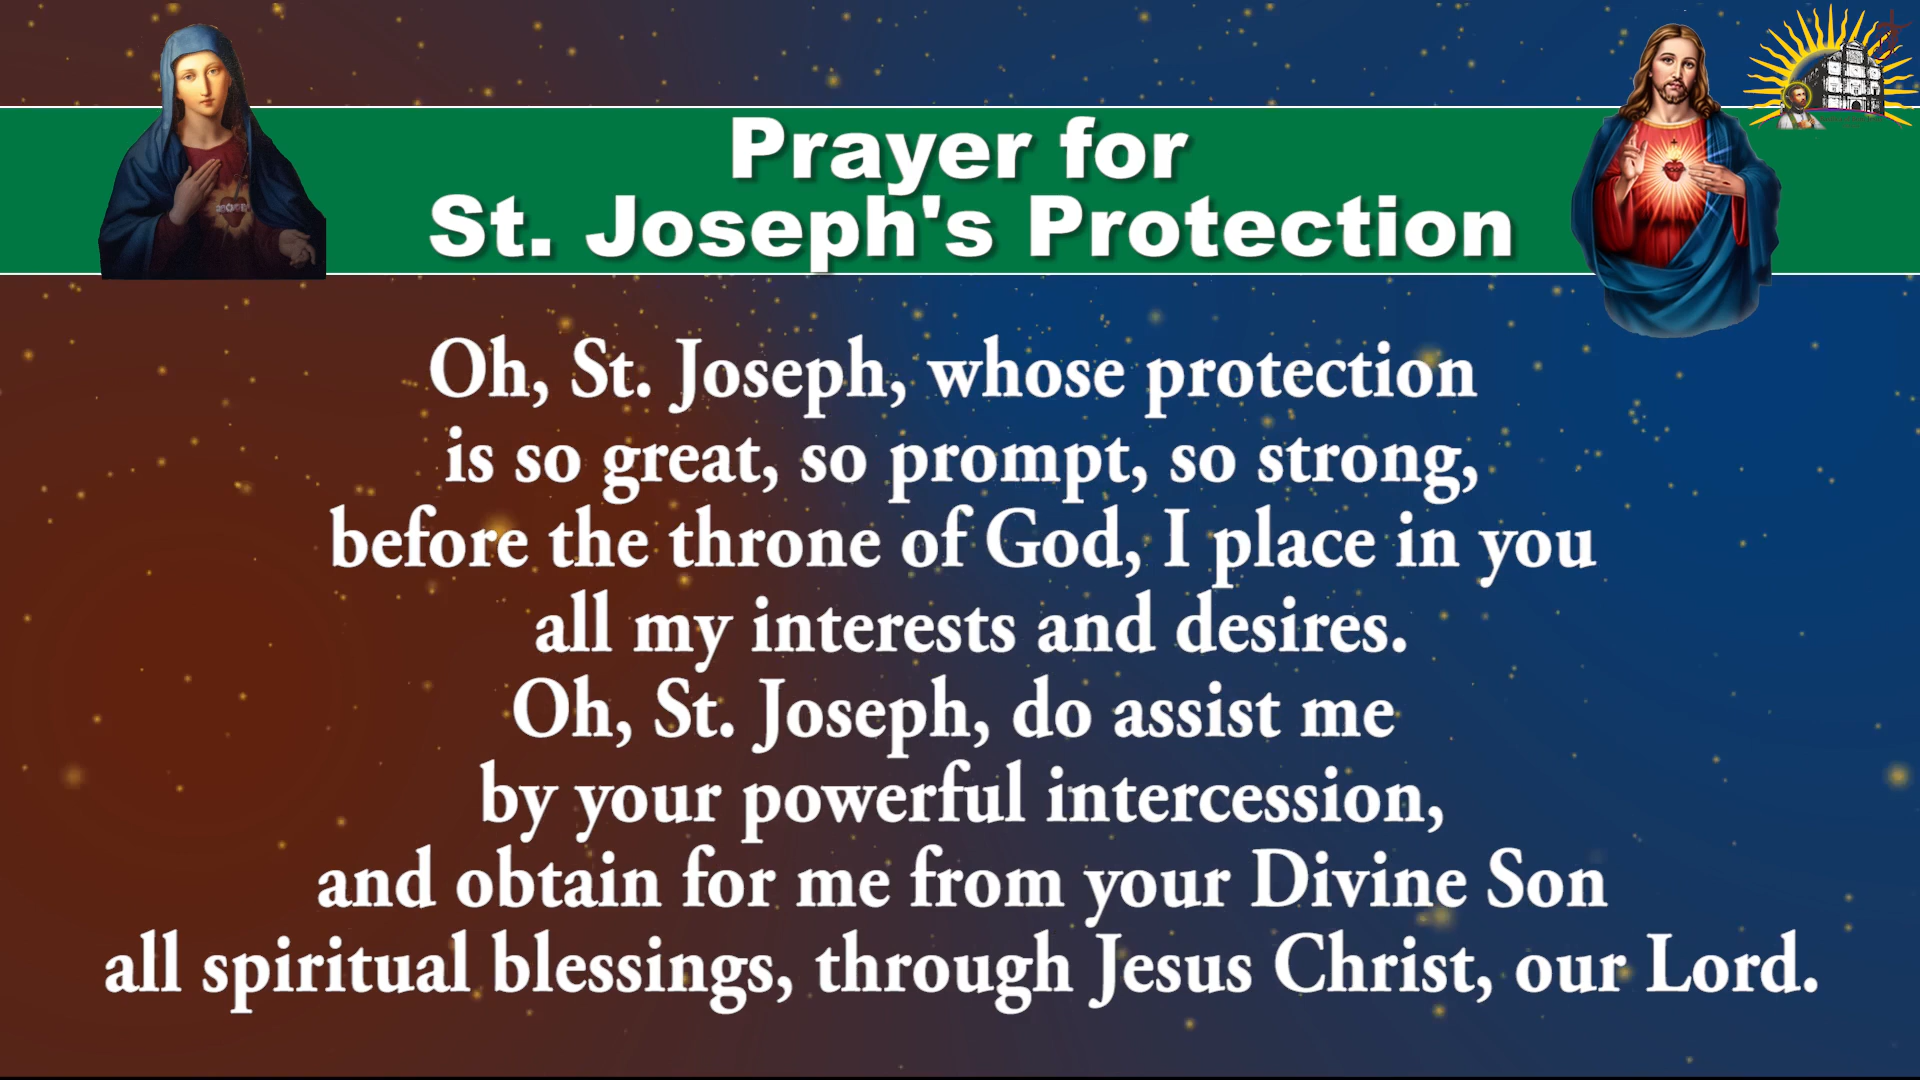 Prayer for
St. Joseph's Protection
Oh, St. Joseph, whose protection
is so great, so prompt, so strong,
before the throne of God, I place in you
all my interests and desires.
Oh, St. Joseph, do assist me
by your powerful intercession,
and obtain for me from your Divine Son
all spiritual blessings, through Jesus Christ, our Lord.